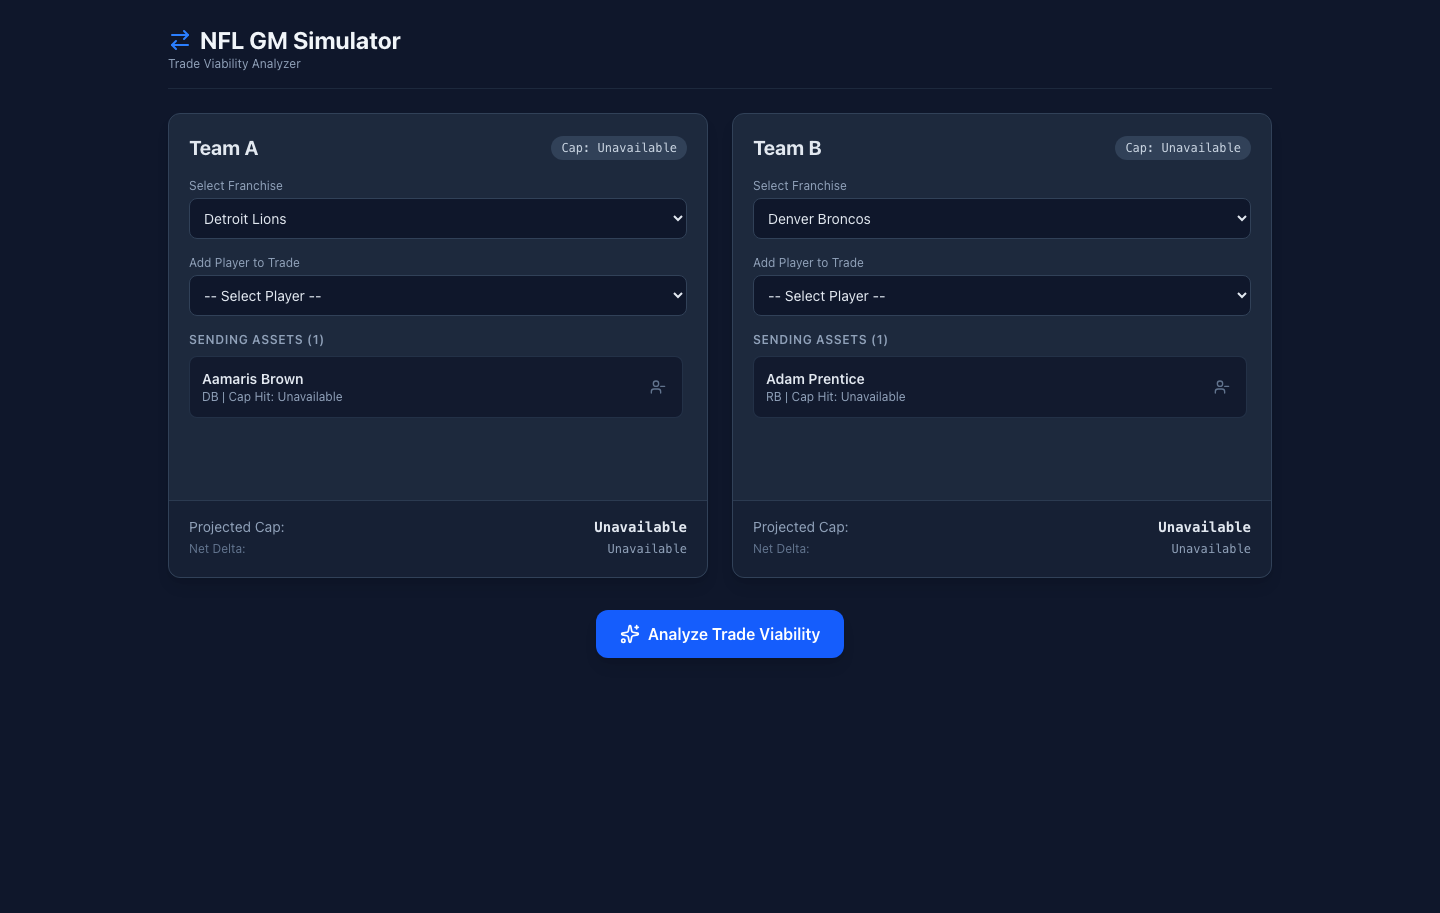 NFL GM Simulator
Trade Viability Analyzer
Team A
Cap: Unavailable
Select Franchise
Detroit Lions
Add Player to Trade
-- Select Player --
SENDING ASSETS (1)
Aamaris Brown
DB | Cap Hit: Unavailable
Projected Cap: Unavailable
Net Delta: Unavailable
Team B
Cap: Unavailable
Select Franchise
Denver Broncos
Add Player to Trade
-- Select Player --
SENDING ASSETS (1)
Adam Prentice
RB | Cap Hit: Unavailable
Projected Cap: Unavailable
Net Delta: Unavailable
Analyze Trade Viability